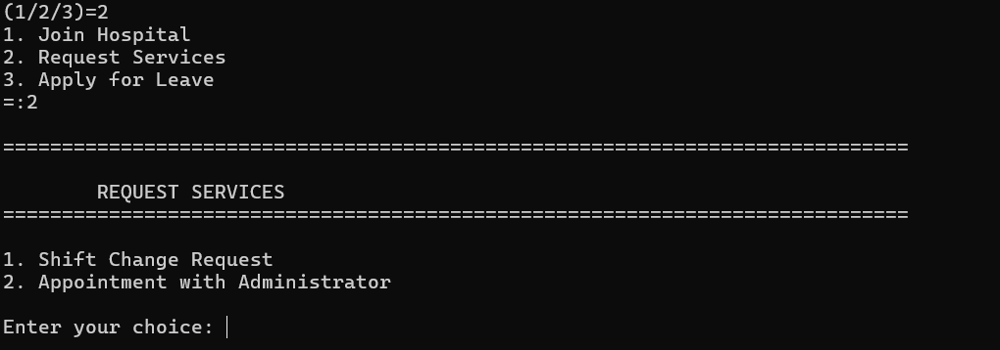 (1/2/3)=2
1. Join Hospital
2. Request Services
3. Apply for Leave
=:2
=============================================================================
REQUEST SERVICES
=============================================================================
1. Shift Change Request
2. Appointment with Administrator
Enter your choice: